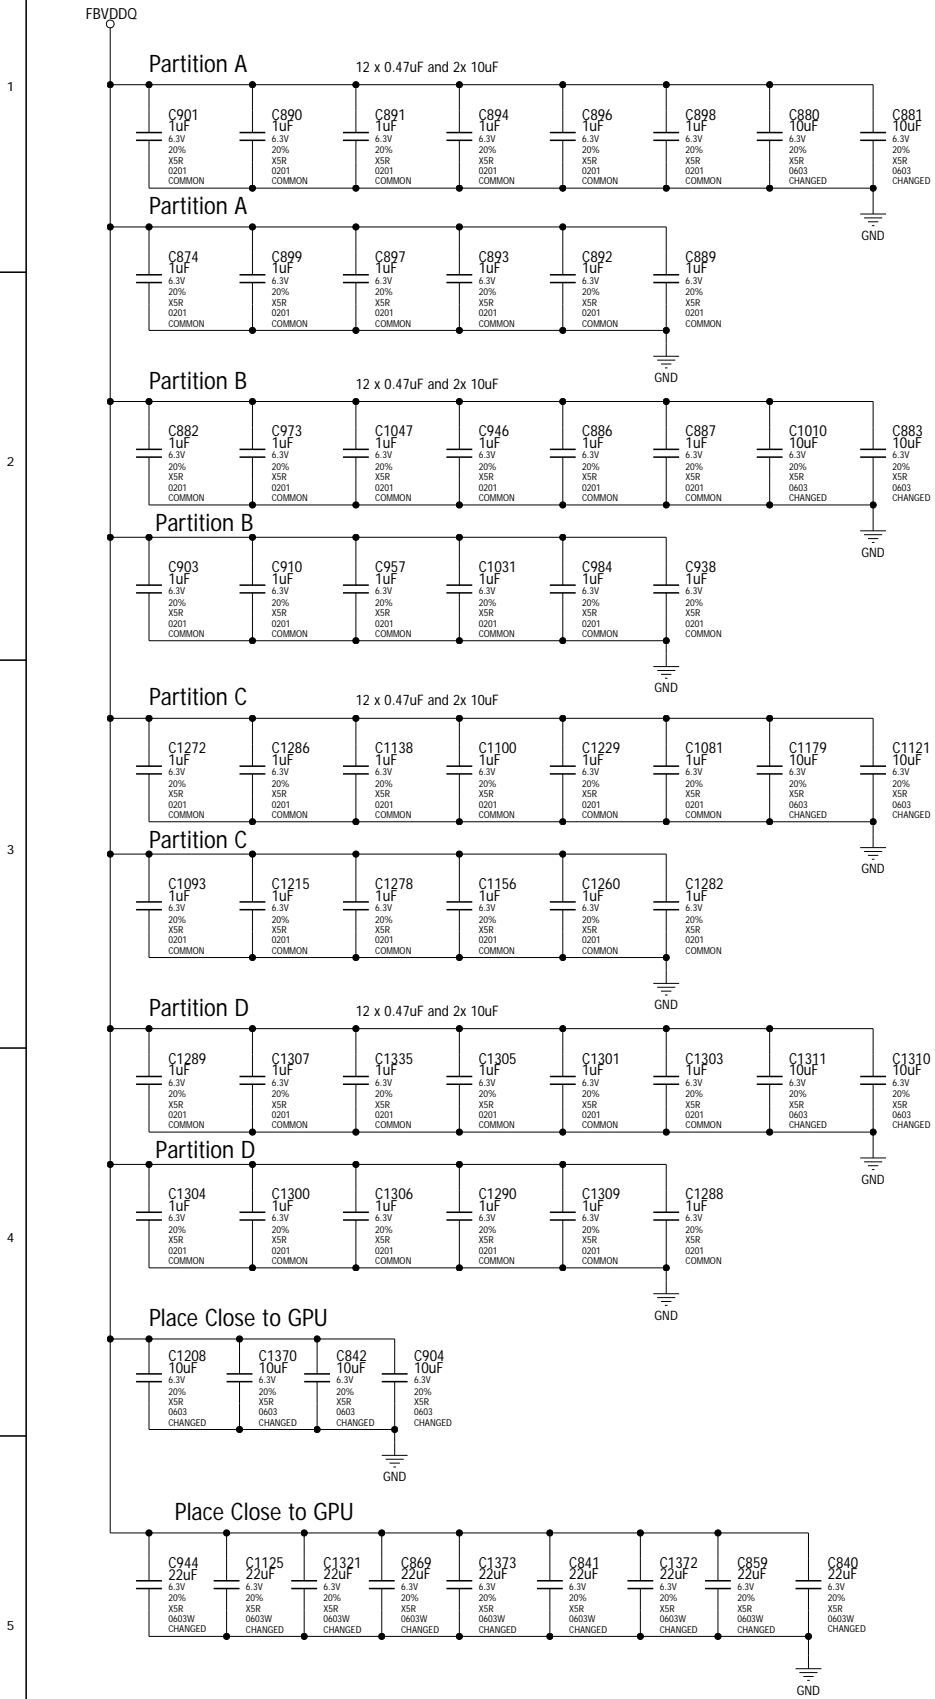 FBVDDQ
Partition A 12 x 0.47uF and 2x 10uF
1
C901 C890 C891 C894 C896 C898 C880 C881
1uF 1uF 1uF 1uF 1uF 1uF 10uF 10uF
6.3V 6.3V 6.3V 6.3V 6.3V 6.3V 6.3V 6.3V
20% 20% 20% 20% 20% 20% 20% 20%
X5R X5R X5R X5R X5R X5R X5R X5R
0201 0201 0201 0201 0201 0201 0603 0603
COMMON COMMON COMMON COMMON COMMON COMMON CHANGED CHANGED
Partition A
GND
C874 C899 C897 C893 C892 C889
1uF 1uF 1uF 1uF 1uF 1uF
6.3V 6.3V 6.3V 6.3V 6.3V 6.3V
20% 20% 20% 20% 20% 20%
X5R X5R X5R X5R X5R X5R
0201 0201 0201 0201 0201 0201
COMMON COMMON COMMON COMMON COMMON COMMON
GND
Partition B 12 x 0.47uF and 2x 10uF
C882 C973 C1047 C946 C886 C887 C1010 C883
1uF 1uF 1uF 1uF 1uF 1uF 10uF 10uF
6.3V 6.3V 6.3V 6.3V 6.3V 6.3V 6.3V 6.3V
2
20% 20% 20% 20% 20% 20% 20% 20%
X5R X5R X5R X5R X5R X5R X5R X5R
0201 0201 0201 0201 0201 0201 0603 0603
COMMON COMMON COMMON COMMON COMMON COMMON CHANGED CHANGED
Partition B
GND
C903 C910 C957 C1031 C984 C938
1uF 1uF 1uF 1uF 1uF 1uF
6.3V 6.3V 6.3V 6.3V 6.3V 6.3V
20% 20% 20% 20% 20% 20%
X5R X5R X5R X5R X5R X5R
0201 0201 0201 0201 0201 0201
COMMON COMMON COMMON COMMON COMMON COMMON
GND
Partition C 12 x 0.47uF and 2x 10uF
C1272 C1286 C1138 C1100 C1229 C1081 C1179 C1121
1uF 1uF 1uF 1uF 1uF 1uF 10uF 10uF
6.3V 6.3V 6.3V 6.3V 6.3V 6.3V 6.3V 6.3V
20% 20% 20% 20% 20% 20% 20% 20%
X5R X5R X5R X5R X5R X5R X5R X5R
0201 0201 0201 0201 0201 0201 0603 0603
COMMON COMMON COMMON COMMON COMMON COMMON CHANGED CHANGED
Partition C
3
GND
C1093 C1215 C1278 C1156 C1260 C1282
1uF 1uF 1uF 1uF 1uF 1uF
6.3V 6.3V 6.3V 6.3V 6.3V 6.3V
20% 20% 20% 20% 20% 20%
X5R X5R X5R X5R X5R X5R
0201 0201 0201 0201 0201 0201
COMMON COMMON COMMON COMMON COMMON COMMON
GND
Partition D 12 x 0.47uF and 2x 10uF
C1289 C1307 C1335 C1305 C1301 C1303 C1311 C1310
1uF 1uF 1uF 1uF 1uF 1uF 10uF 10uF
6.3V 6.3V 6.3V 6.3V 6.3V 6.3V 6.3V 6.3V
20% 20% 20% 20% 20% 20% 20% 20%
X5R X5R X5R X5R X5R X5R X5R X5R
0201 0201 0201 0201 0201 0201 0603 0603
COMMON COMMON COMMON COMMON COMMON COMMON CHANGED CHANGED
Partition D
GND
C1304 C1300 C1306 C1290 C1309 C1288
1uF 1uF 1uF 1uF 1uF 1uF
6.3V 6.3V 6.3V 6.3V 6.3V 6.3V
20% 20% 20% 20% 20% 20%
4
X5R X5R X5R X5R X5R X5R
0201 0201 0201 0201 0201 0201
COMMON COMMON COMMON COMMON COMMON COMMON
GND
Place Close to GPU
C1208 C1370 C842 C904
10uF 10uF 10uF 10uF
6.3V 6.3V 6.3V 6.3V
20% 20% 20% 20%
X5R X5R X5R X5R
0603 0603 0603 0603
CHANGED CHANGED CHANGED CHANGED
GND
Place Close to GPU
C944 C1125 C1321 C869 C1373 C841 C1372 C859 C840
22uF 22uF 22uF 22uF 22uF 22uF 22uF 22uF 22uF
6.3V 6.3V 6.3V 6.3V 6.3V 6.3V 6.3V 6.3V 6.3V
20% 20% 20% 20% 20% 20% 20% 20% 20%
X5R X5R X5R X5R X5R X5R X5R X5R X5R
0603W 0603W 0603W 0603W 0603W 0603W 0603W 0603W 0603W
5
CHANGED CHANGED CHANGED CHANGED CHANGED CHANGED CHANGED CHANGED CHANGED
GND